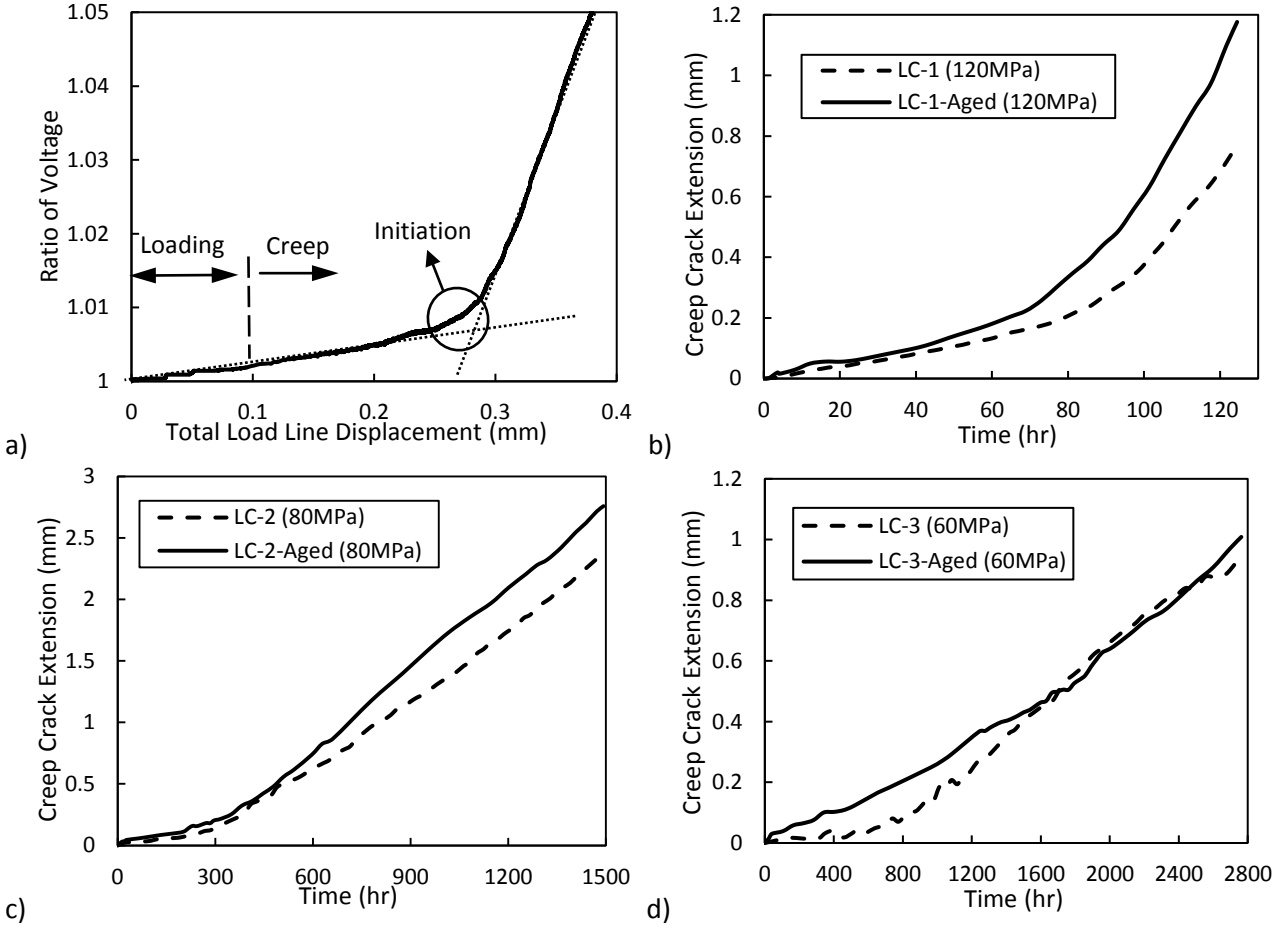 1.05
1.04
1.03
1.02
1.01
1
Ratio of Voltage
Loading
Creep
Initiation
0
0.1
0.2
0.3
0.4
Total Load Line Displacement (mm)
a)
1.2
1
0.8
0.6
0.4
0.2
0
Creep Crack Extension (mm)
LC-1 (120MPa)
LC-1-Aged (120MPa)
0
20
40
60
80
100
120
Time (hr)
b)
3
2.5
2
1.5
1
0.5
0
Creep Crack Extension (mm)
LC-2 (80MPa)
LC-2-Aged (80MPa)
0
300
600
900
1200
1500
Time (hr)
c)
1.2
1
0.8
0.6
0.4
0.2
0
Creep Crack Extension (mm)
LC-3 (60MPa)
LC-3-Aged (60MPa)
0
400
800
1200
1600
2000
2400
2800
Time (hr)
d)